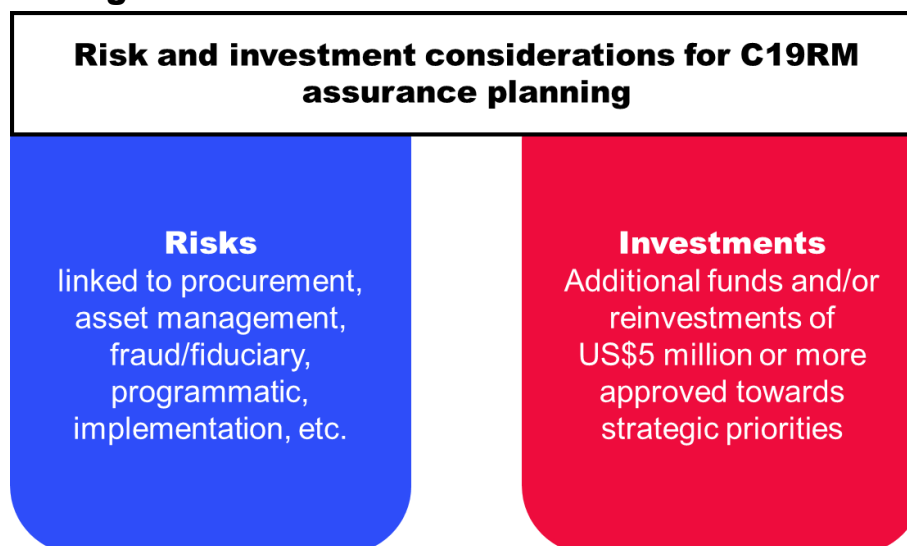 Risk and investment considerations for C19RM
assurance planning
Risks
linked to procurement,
asset management,
fraud/fiduciary,
programmatic,
implementation, etc.
Investments
Additional funds and/or
reinvestments of
US$5 million or more
approved towards
strategic priorities